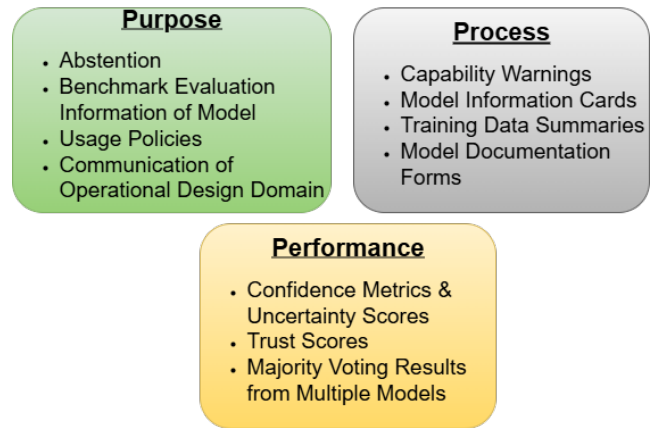 Purpose
• Abstention
• Benchmark Evaluation
Information of Model
• Usage Policies
• Communication of
Operational Design Domain
Process
• Capability Warnings
• Model Information Cards
• Training Data Summaries
• Model Documentation
Forms
Performance
• Confidence Metrics &
Uncertainty Scores
• Trust Scores
• Majority Voting Results
from Multiple Models